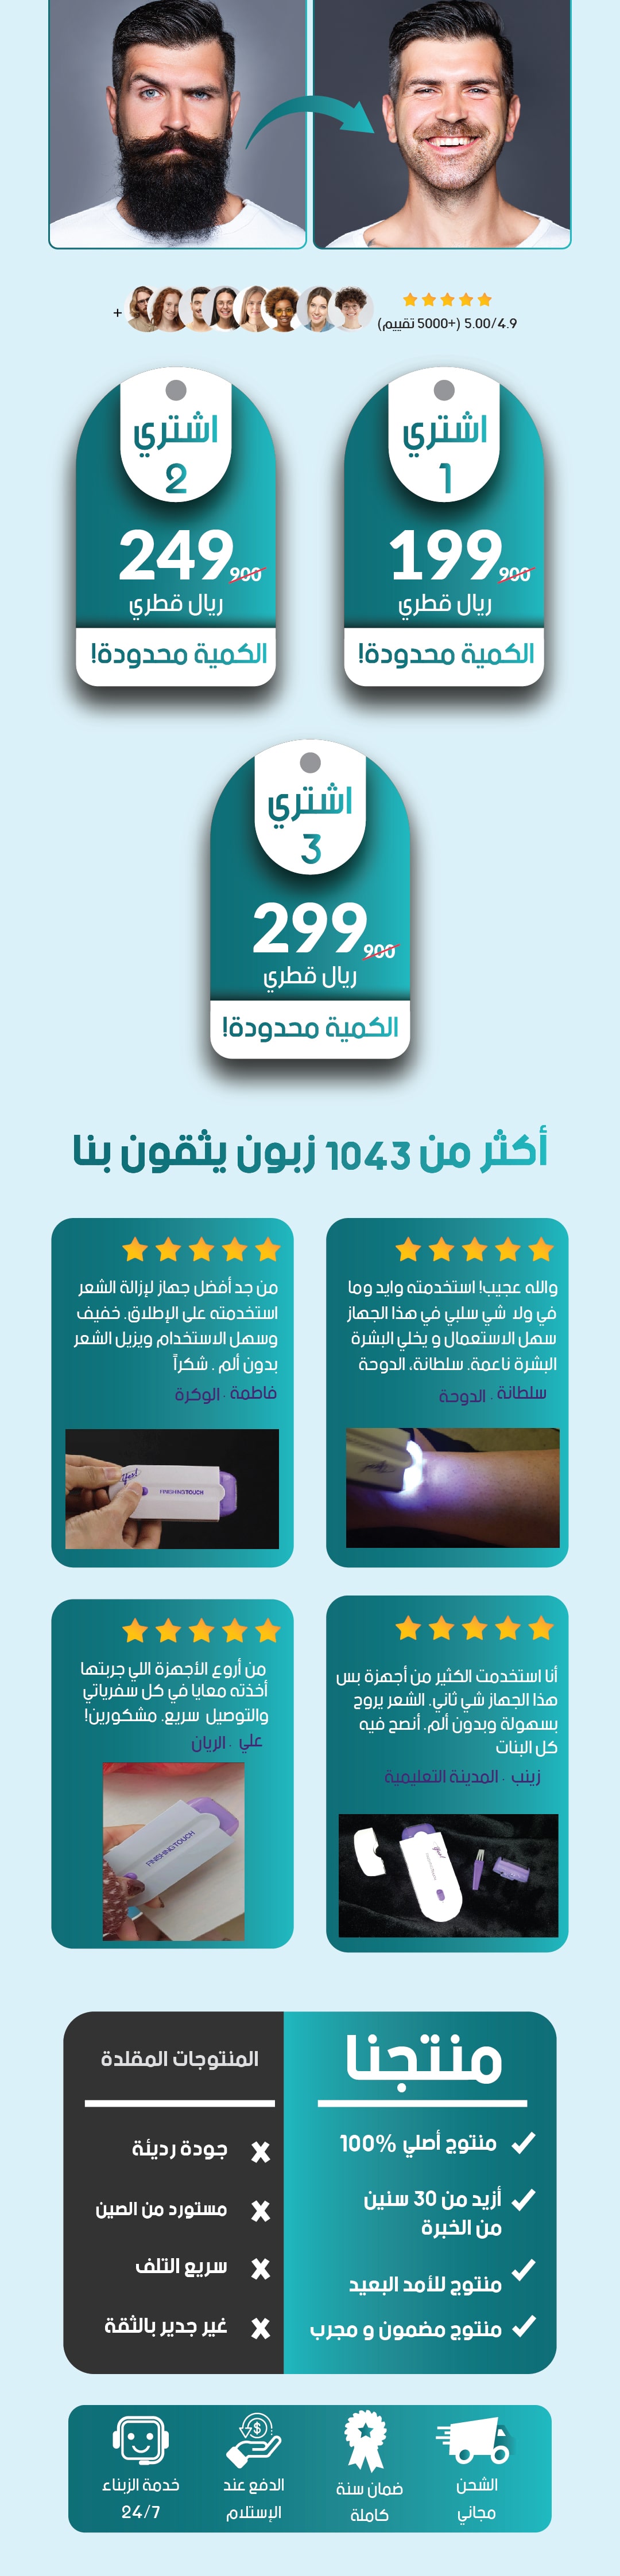 5.00/4.9 (+5000 تقييم)
+
اشتري
1
199
900
ريال قطري
الكمية محدودة!
اشتري
2
249
900
ريال قطري
الكمية محدودة!
اشتري
3
299
900
ريال قطري
الكمية محدودة!
أكثر من 1043 زبون يثقون بنا
والله عجيب! استخدمته وايد وما
في ولا شي سلبي في هذا الجهاز
سهل الاستعمال و يخلي البشرة
البشرة ناعمة. سلطانة، الدوحة
سلطانة . الدوحة
من جد أفضل جهاز لإزالة الشعر
استخدمته على الإطلاق. خفيف
وسهل الاستخدام ويزيل الشعر
بدون ألم . شكراً
فاطمة . الوكرة
FINISHING TOUCH
أنا استخدمت الكثير من أجهزة بس
هذا الجهاز شي ثاني. الشعر يروح
بسهولة وبدون ألم. أنصح فيه
كل البنات
زينب . المدينة التعليمية
من أروع الأجهزة اللي جربتها
أخذته معايا في كل سفرياتي
والتوصيل سريع. مشكورين!
علي . الريان
FINISHING TOUCH
منتجنا
منتوج أصلي 100%
أزيد من 30 سنين
من الخبرة
منتوج للأمد البعيد
منتوج مضمون و مجرب
المنتوجات المقلدة
جودة رديئة
مستورد من الصين
سريع التلف
غير جدير بالثقة
الشحن
مجاني
ضمان سنة
كاملة
الدفع عند
الإستلام
خدمة الزبناء
24/7